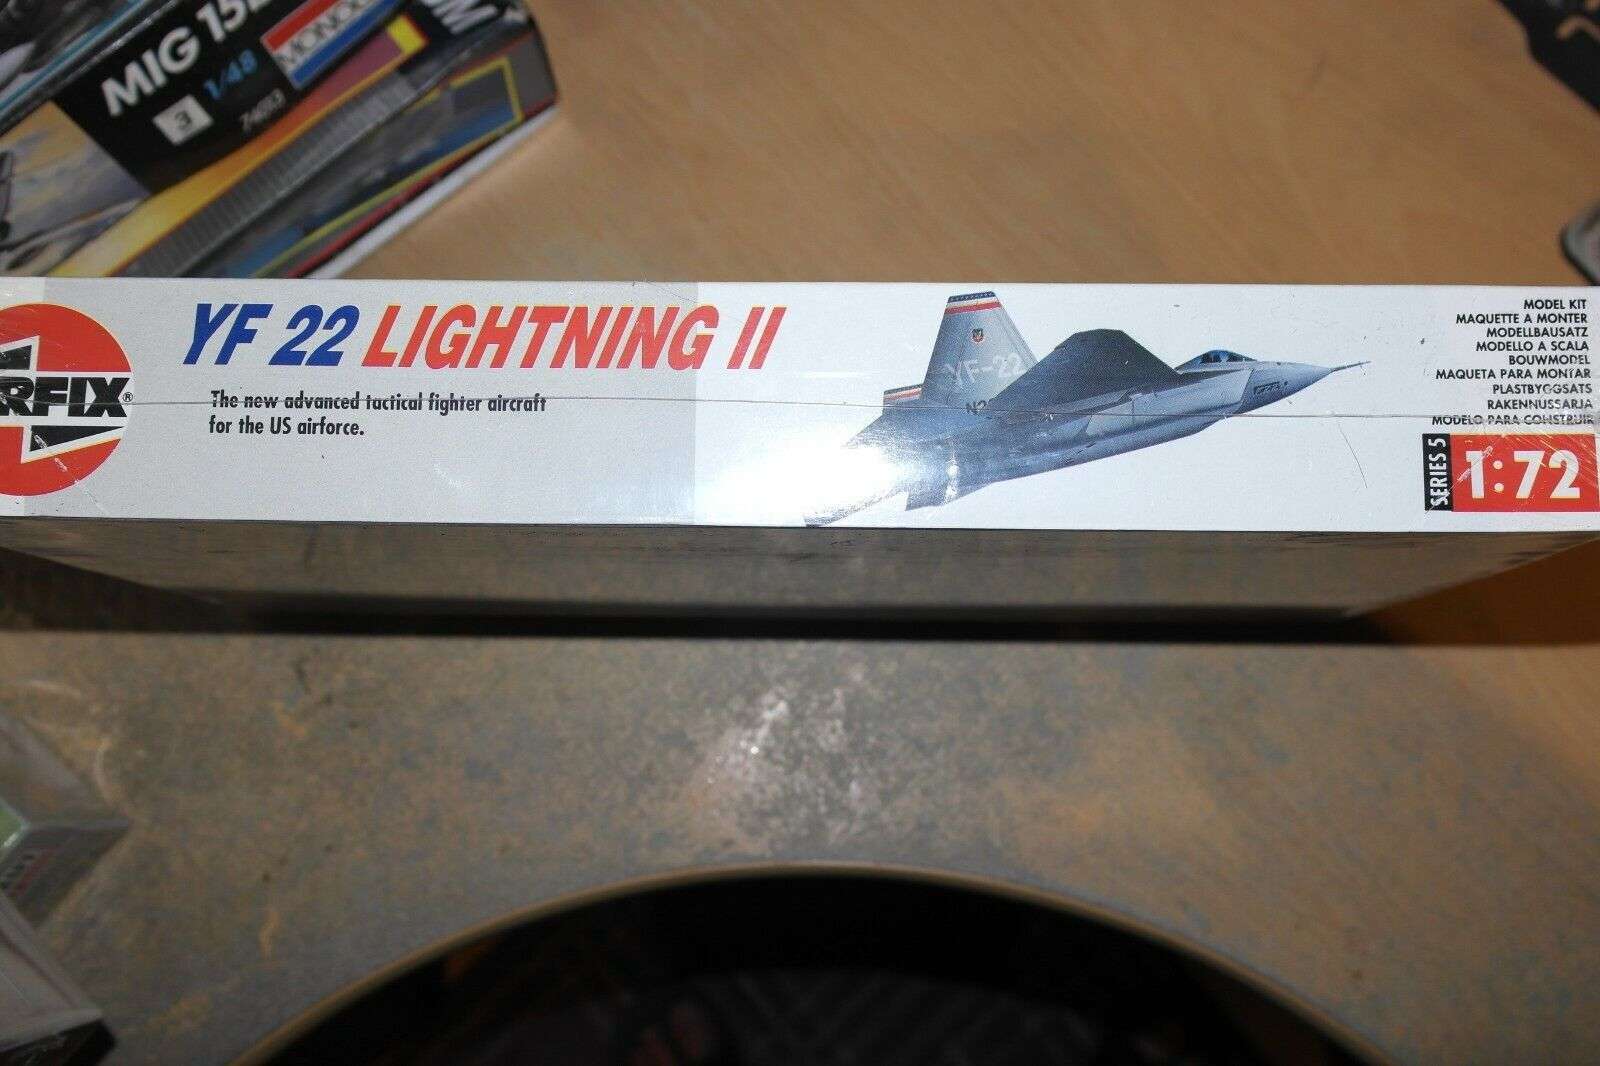 MIG 15
MONOG
3
1/48
74013
YF 22 LIGHTNING II
The new advanced tactical fighter aircraft
for the US airforce.
RFIX®
YF-22
N2
MODEL KIT
MAQUETTE A MONTER
MODELLBAUSATZ
MODELLO A SCALA
BOUWMODEL
MAQUETA PARA MONTAR
PLASTBYGGSATS
RAKENNUSSARJA
MODELO PARA CONSTRUIR
SERIES 5
1:72